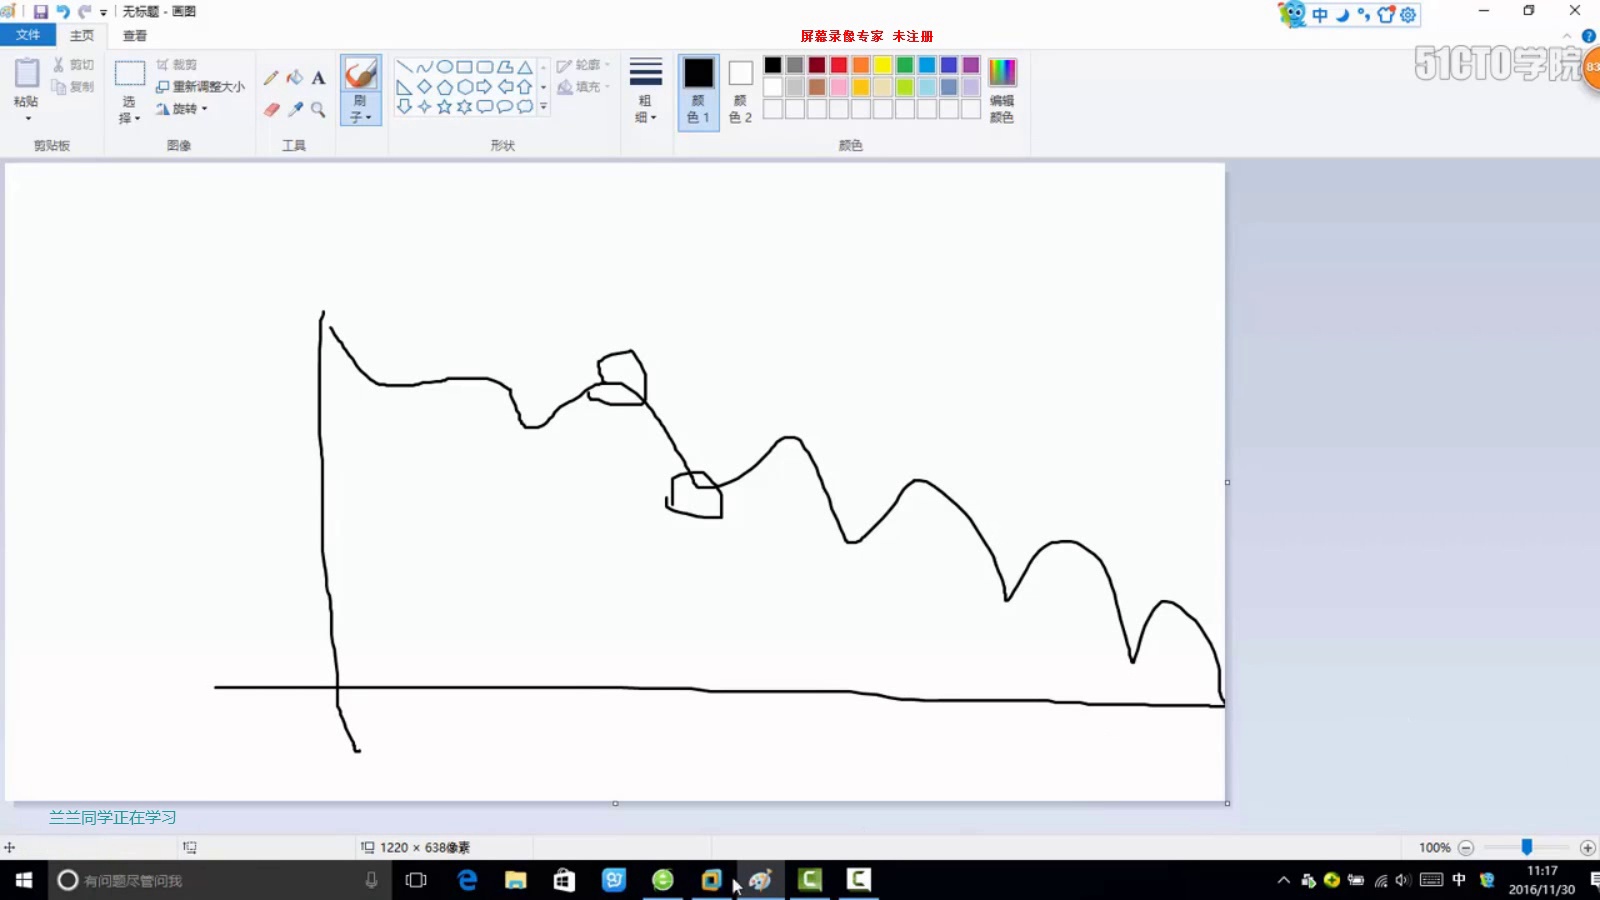 无标题 - 画图
中
文件
主页
查看
屏幕录像专家 未注册
51CTO学院
83
粘贴
剪切
复制
选择
裁剪
重新调整大小
旋转
A
刷子
轮廓
填充
粗细
颜色 1
颜色 2
编辑颜色
剪贴板
图像
工具
形状
颜色
兰兰同学正在学习
1220 × 638像素
100%
有问题尽管问我
中
11:17
2016/11/30